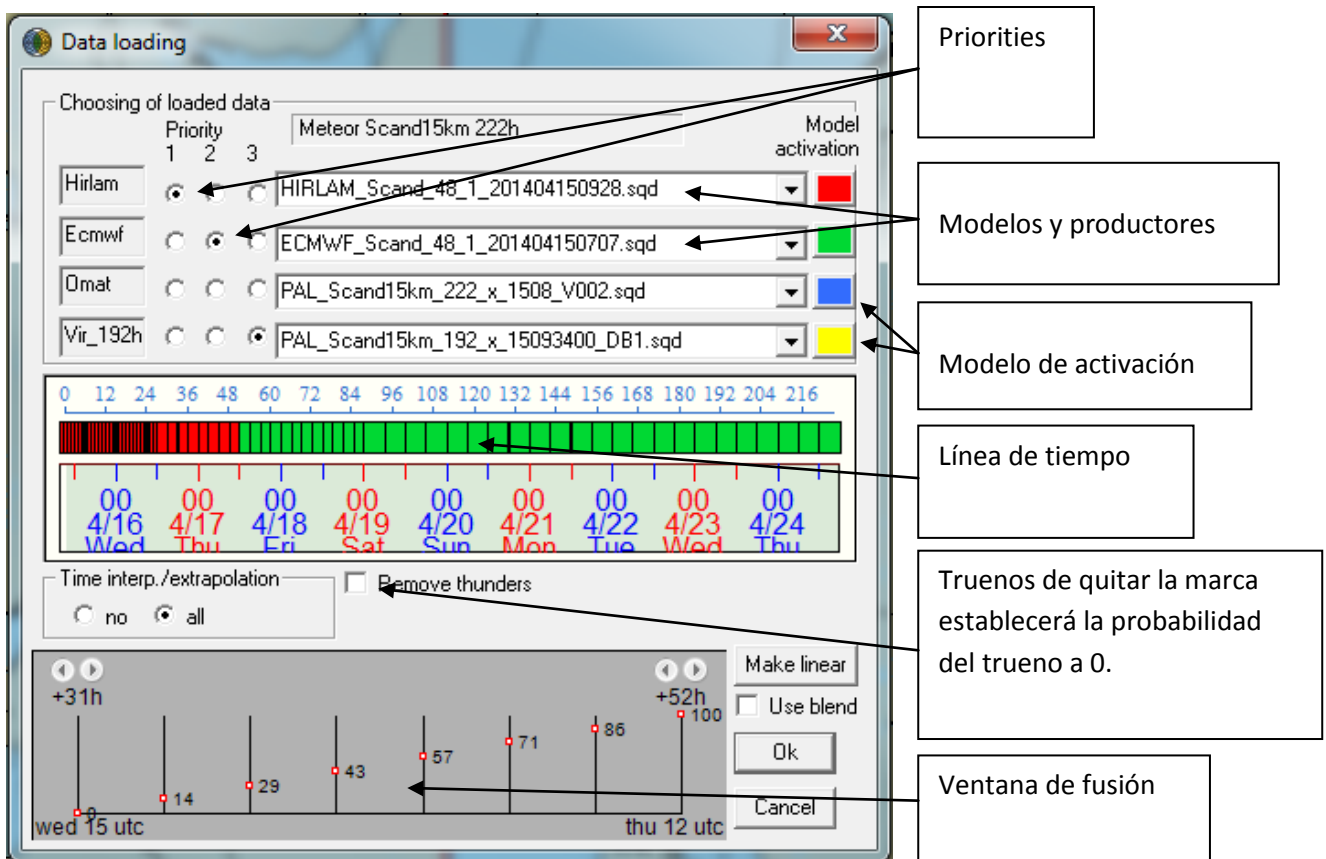 Data loading
Priorities
Choosing of loaded data
Priority
1 2 3
Meteor Scand15km 222h
Model
activation
Hirlam
HIRLAM_Scand_48_1_201404150928.sqd
Modelos y productores
Ecmwf
ECMWF_Scand_48_1_201404150707.sqd
Omat
PAL_Scand15km_222_x_1508_V002.sqd
Vir_192h
PAL_Scand15km_192_x_15093400_DB1.sqd
Modelo de activación
0 12 24 36 48 60 72 84 96 108 120 132 144 156 168 180 192 204 216
Línea de tiempo
00 00 00 00 00 00 00 00 00
4/16 4/17 4/18 4/19 4/20 4/21 4/22 4/23 4/24
Wed Thu Fri Sat Sun Mon Tue Wed Thu
Time interp./extrapolation
no all
Remove thunders
Truenos de quitar la marca
establecerá la probabilidad
del trueno a 0.
+31h
+52h
0 14 29 43 57 71 86 100
wed 15 utc
thu 12 utc
Make linear
Use blend
Ok
Cancel
Ventana de fusión